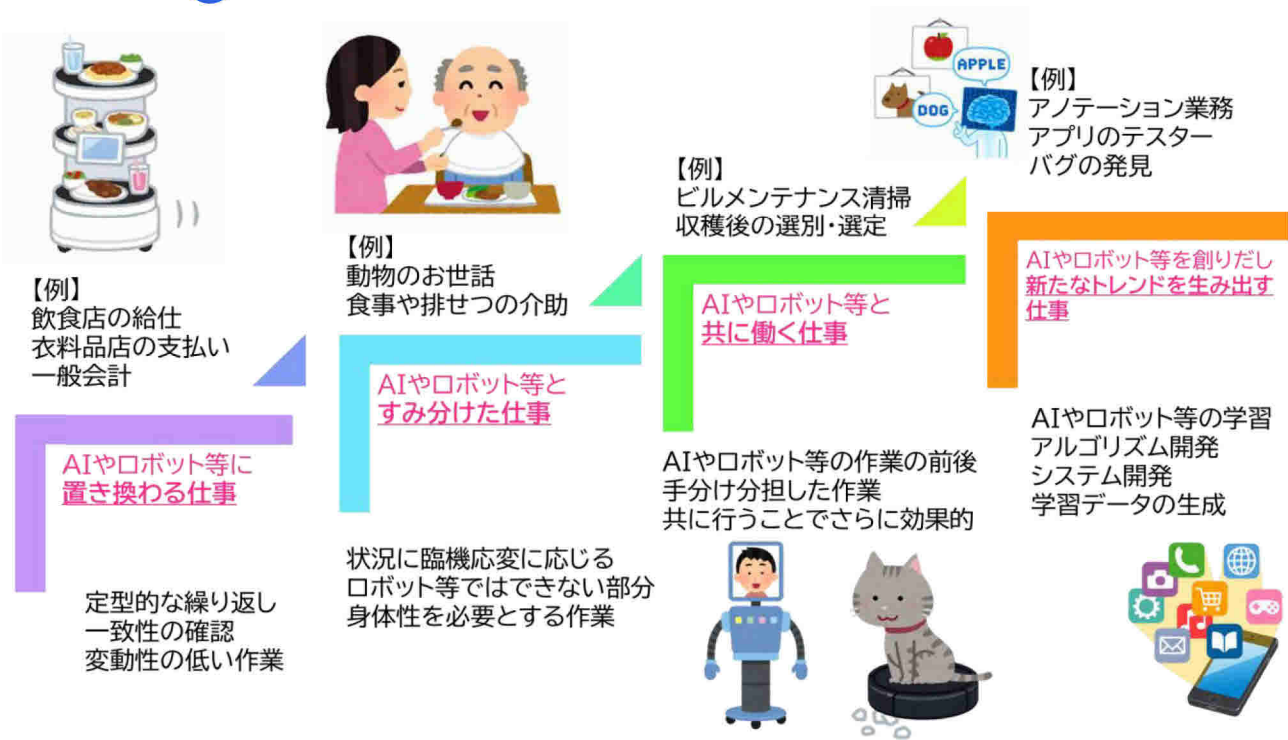 【例】
飲食店の給仕
衣料品店の支払い
一般会計
AIやロボット等に
置き換わる仕事
定型的な繰り返し
一致性の確認
変動性の低い作業
【例】
動物のお世話
食事や排せつの介助
AIやロボット等と
すみ分けた仕事
状況に臨機応変に応じる
ロボット等ではできない部分
身体性を必要とする作業
【例】
ビルメンテナンス清掃
収穫後の選別・選定
AIやロボット等と
共に働く仕事
AIやロボット等の作業の前後
手分け分担した作業
共に行うことでさらに効果的
APPLE
DOG
【例】
アノテーション業務
アプリのテスター
バグの発見
AIやロボット等を創りだし
新たなトレンドを生み出す
仕事
AIやロボット等の学習
アルゴリズム開発
システム開発
学習データの生成